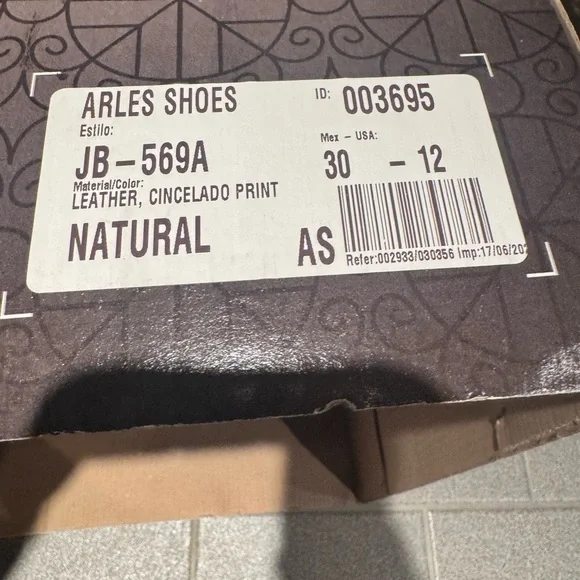 ARLES SHOES ID: 003695
Estilo: Mex - USA:
JB-569A 30 - 12
Material/Color:
LEATHER, CINCELADO PRINT
NATURAL AS
Refer:002933/030356 Imp:17/06/202